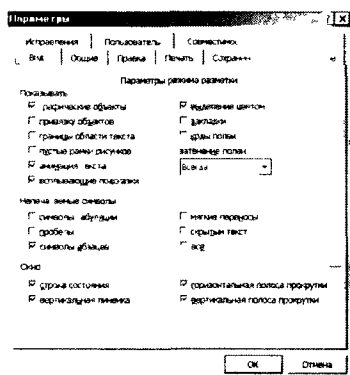 Параметры
Исправления Пользователь Совместимос
Вид Общие Правка Печать Сохранен
Параметры режима разметки
Показывать
графические объекты выделение цветом
привязку объектов закладки
границы области текста коды полей
пустые рамки рисунков затенение полей
анимация текста Всегда
всплывающие подсказки
Непечатаемые символы
символы табуляции мягкие переносы
пробелы скрытый текст
символы абзацев все
Окно
строка состояния горизонтальная полоса прокрутки
вертикальная линейка вертикальная полоса прокрутки
ОК Отмена